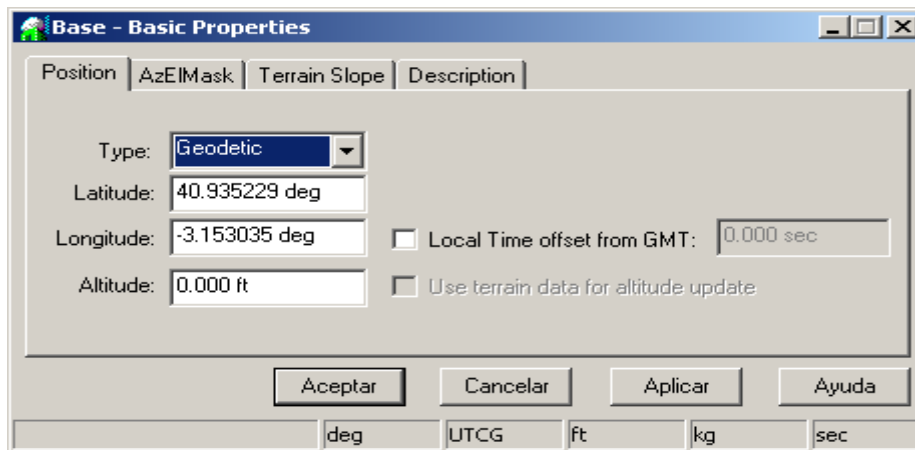 Base - Basic Properties
Position AzElMask Terrain Slope Description
Type: Geodetic
Latitude: 40.935229 deg
Longitude: -3.153035 deg Local Time offset from GMT: 0.000 sec
Altitude: 0.000 ft Use terrain data for altitude update
Aceptar Cancelar Aplicar Ayuda
deg UTCG ft kg sec